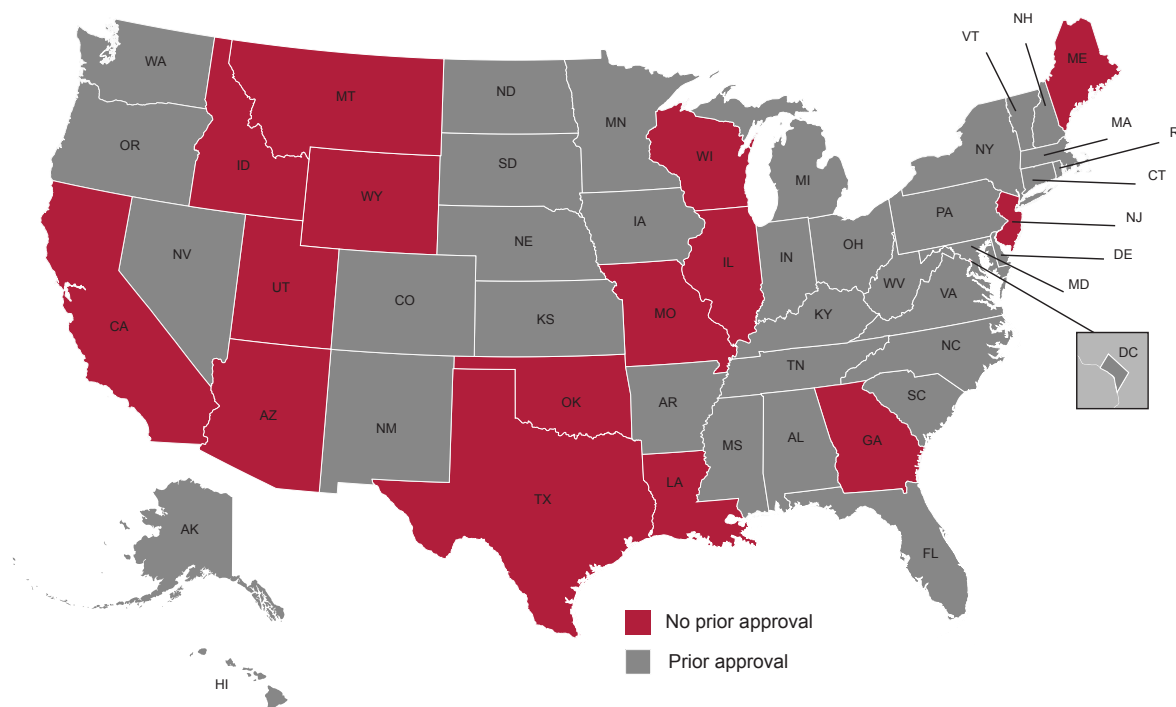 NH
VT
ME
WA
MT
ND
MN
MA
R
OR
ID
SD
WI
NY
CT
WY
MI
PA
NJ
IA
NE
NV
OH
DE
IN
IL
UT
WV
MD
CO
VA
CA
KS
MO
KY
NC
DC
TN
OK
AZ
AR
SC
NM
GA
AL
MS
LA
TX
AK
FL
No prior approval
Prior approval
HI